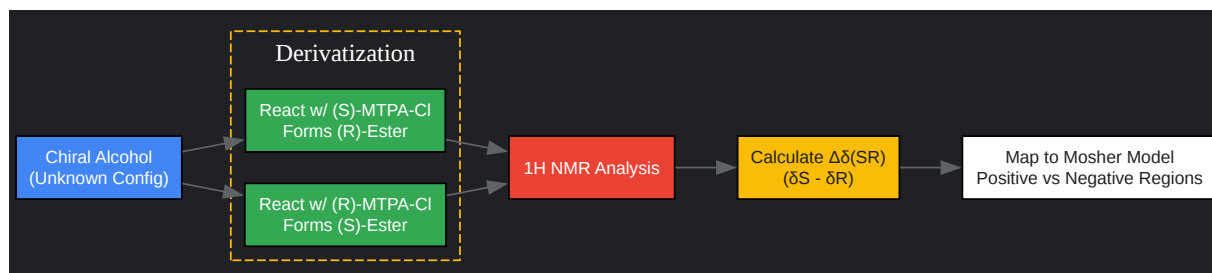 Derivatization
Chiral Alcohol
(Unknown Config)
React w/ (S)-MTPA-Cl
Forms (R)-Ester
React w/ (R)-MTPA-Cl
Forms (S)-Ester
1H NMR Analysis
Calculate Δδ(SR)
(δS - δR)
Map to Mosher Model
Positive vs Negative Regions